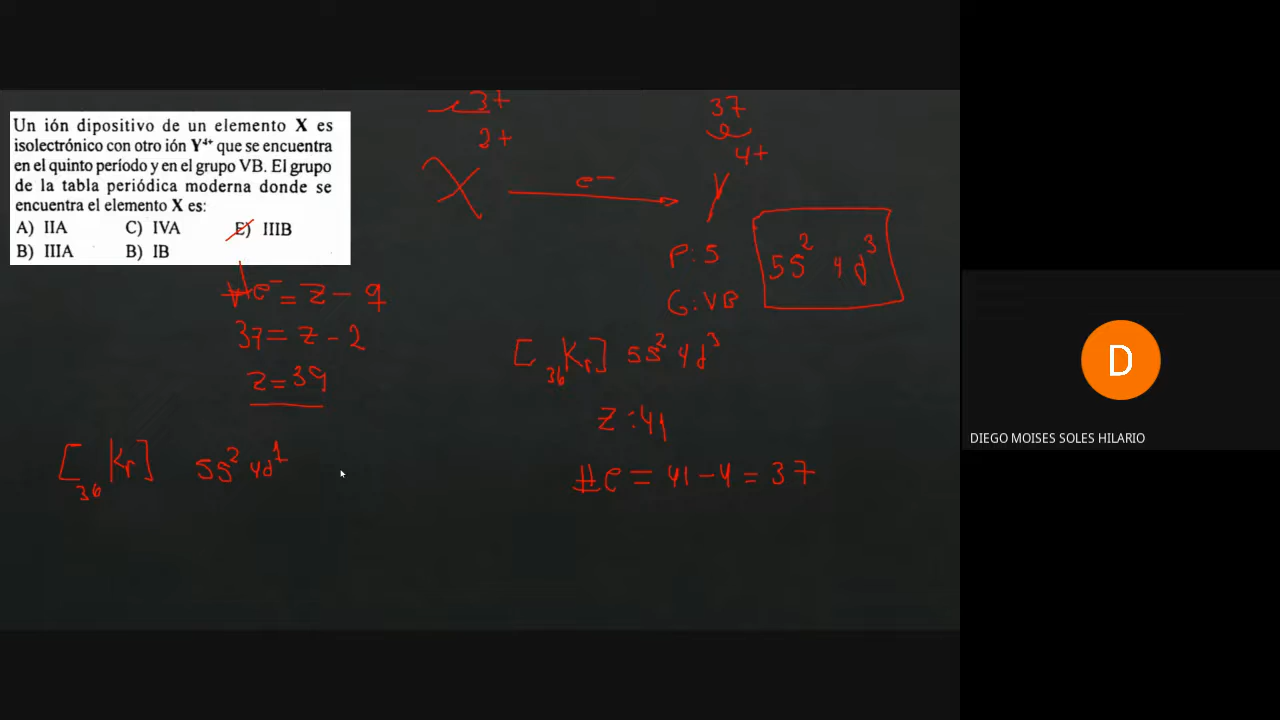 Un ión dipositivo de un elemento X es
isolectrónico con otro ión Y⁴⁺ que se encuentra
en el quinto período y en el grupo VB. El grupo
de la tabla periódica moderna donde se
encuentra el elemento X es:
A) IIA C) IVA E) IIIB
B) IIIA B) IB
e⁻ = z - q
37 = z - 2
z = 39
[₃₆Kr] 5s² 4d¹
37
2+
X e⁻ Y
37
4+
P: 5
G: VB
5s² 4d³
[₃₆Kr] 5s² 4d³
Z: 41
#e = 41 - 4 = 37
D
DIEGO MOISES SOLES HILARIO